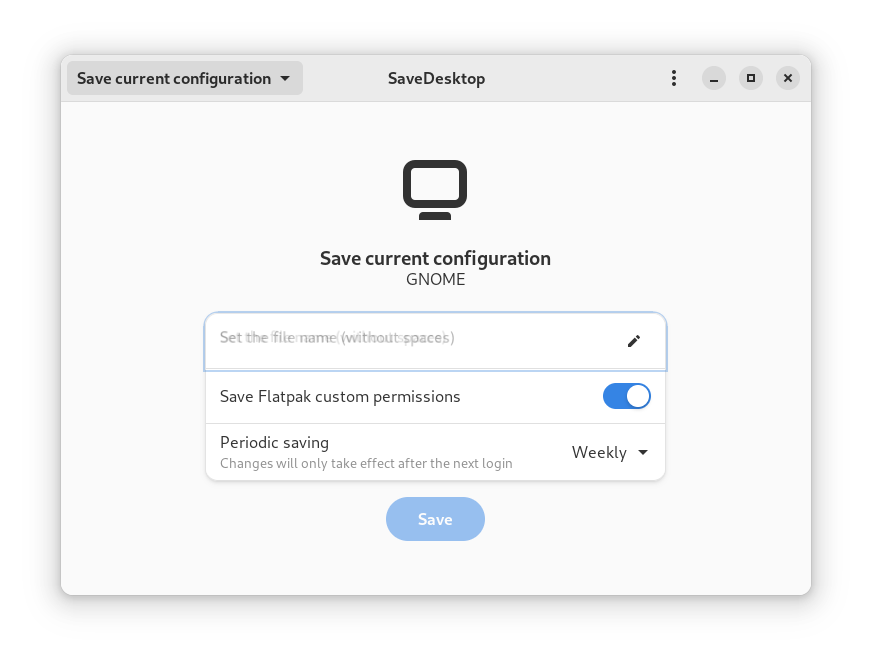 Save current configuration
SaveDesktop
Save current configuration
GNOME
Set the file name (without spaces)
Save Flatpak custom permissions
Periodic saving
Changes will only take effect after the next login
Weekly
Save